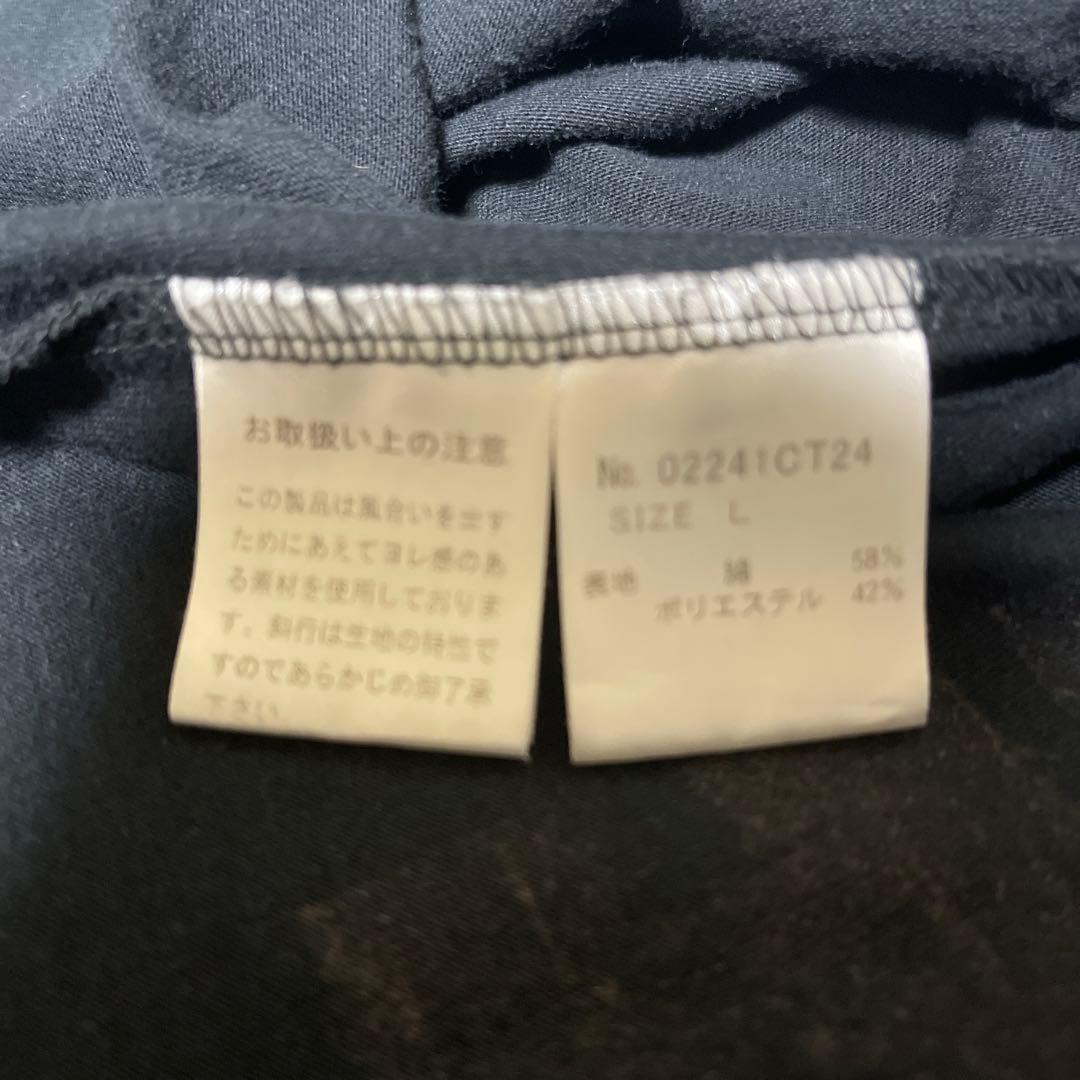 お取扱い上の注意
この製品は風合いを出す
ためにあえてヨレ感のあ
る素材を使用しておりま
す。斜行は生地の特性で
すのであらかじめ御了承
下さい
No. 02241CT24
SIZE L
表地 綿 58%
ポリエステル 42%